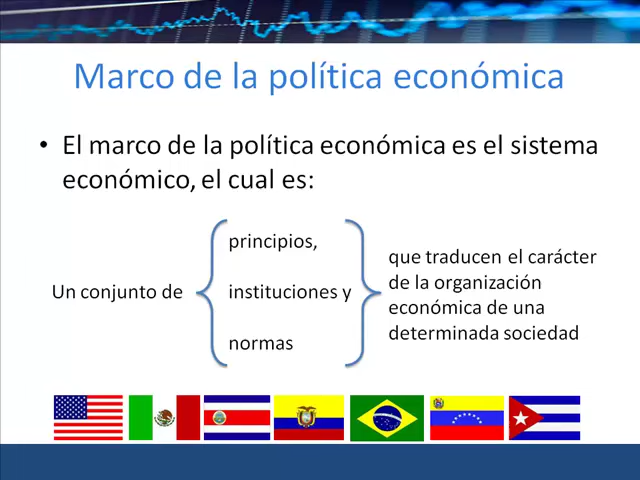 Marco de la política económica
• El marco de la política económica es el sistema
económico, el cual es:
Un conjunto de
principios,
instituciones y
normas
que traducen el carácter
de la organización
económica de una
determinada sociedad